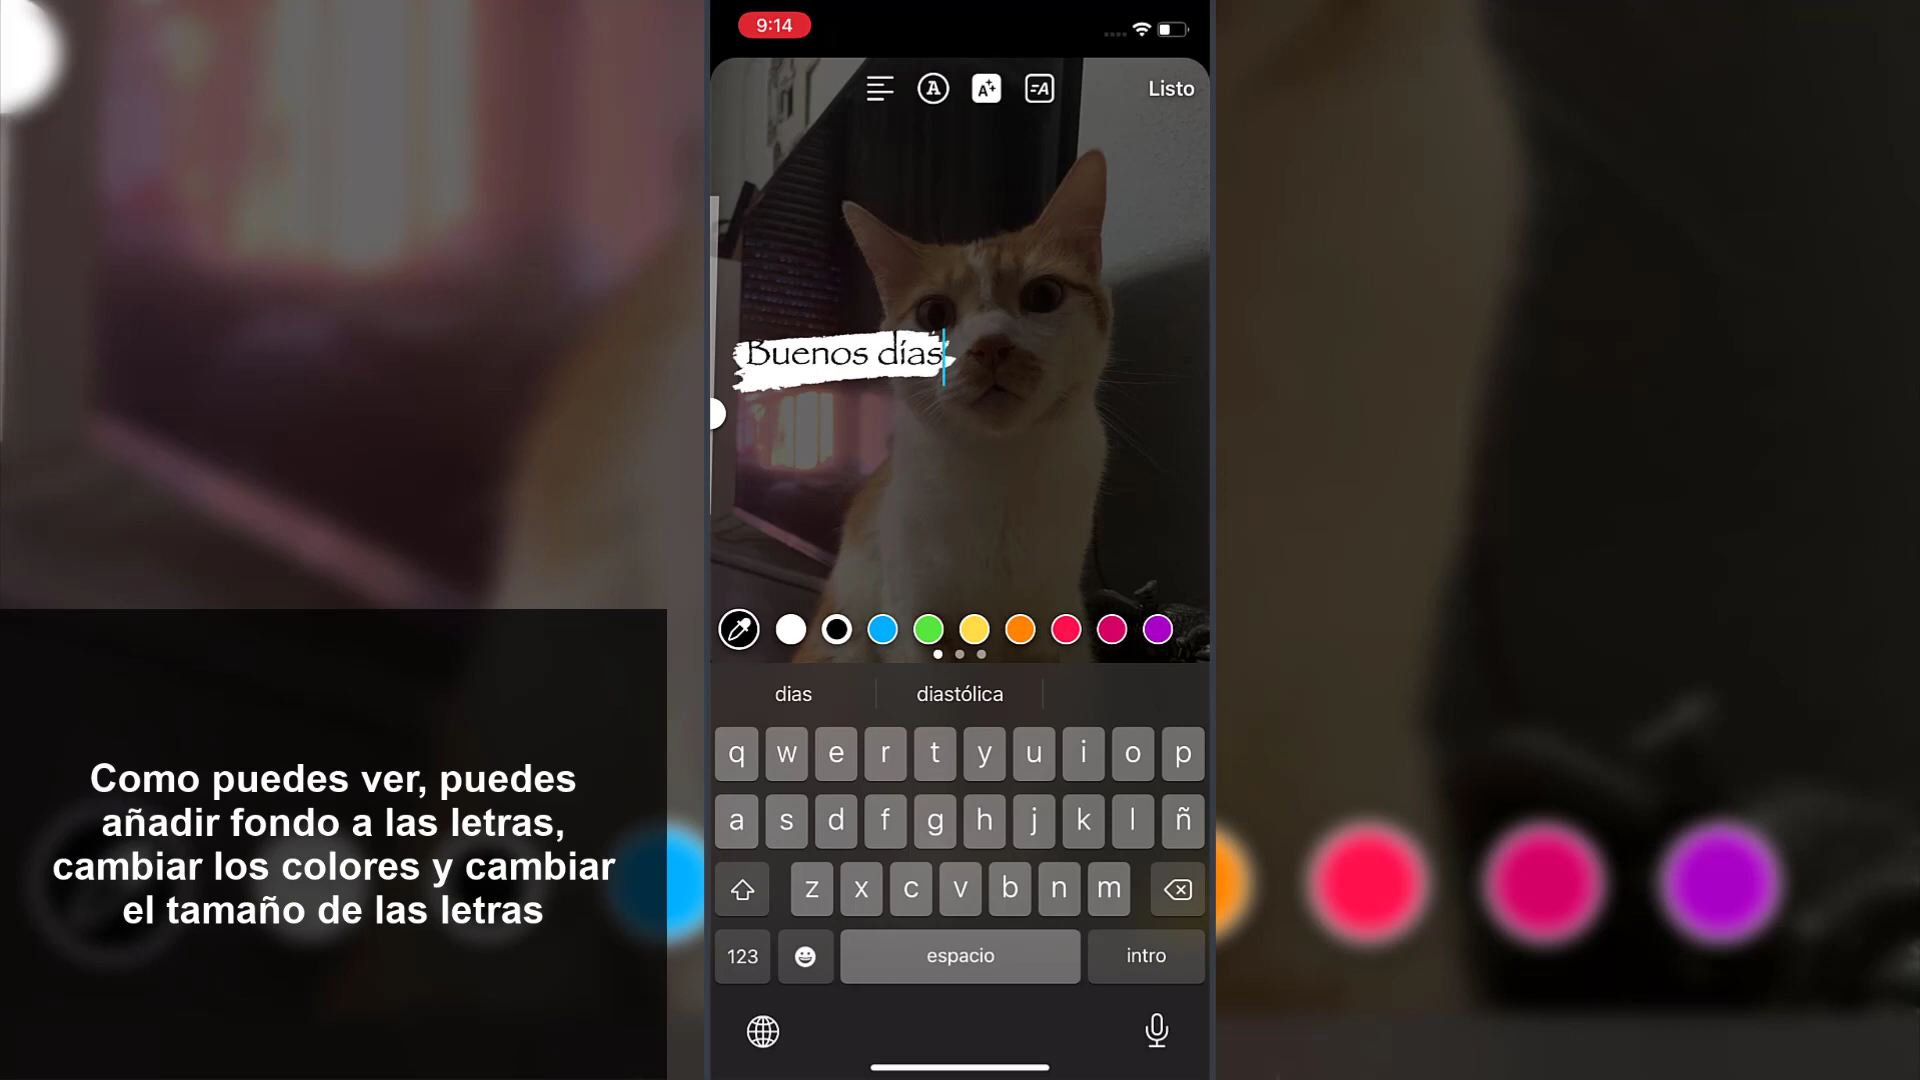 9:14
Listo
Buenos días
dias
diastólica
q w e r t y u i o p
a s d f g h j k l ñ
z x c v b n m
123
espacio
intro
Como puedes ver, puedes
añadir fondo a las letras,
cambiar los colores y cambiar
el tamaño de las letras